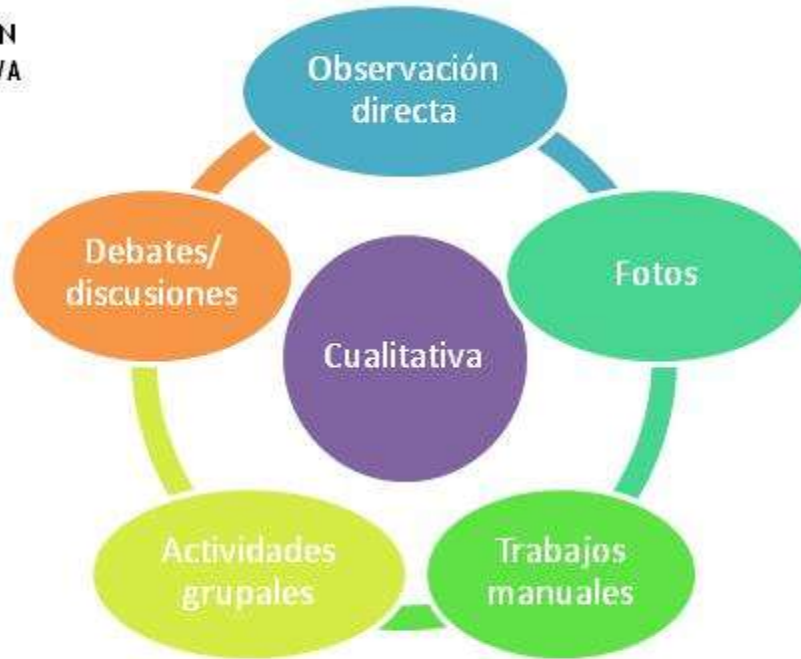 Observación
directa
Fotos
Trabajos
manuales
Actividades
grupales
Debates/
discusiones
Cualitativa